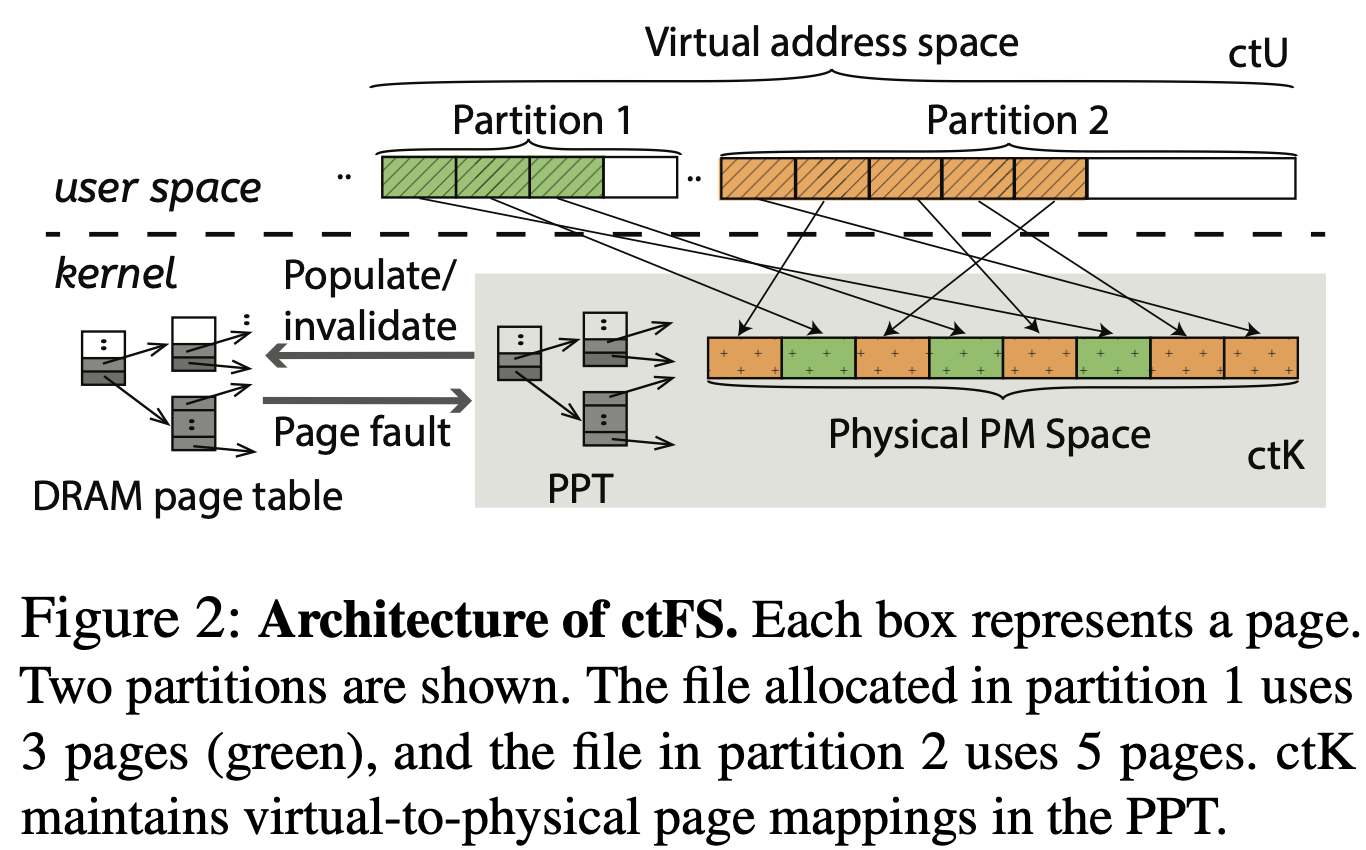 Virtual address space
ctU
Partition 1
Partition 2
user space
kernel
Populate/
invalidate
Page fault
DRAM page table
PPT
Physical PM Space
ctK
Figure 2: Architecture of ctFS. Each box represents a page.
Two partitions are shown. The file allocated in partition 1 uses
3 pages (green), and the file in partition 2 uses 5 pages. ctK
maintains virtual-to-physical page mappings in the PPT.